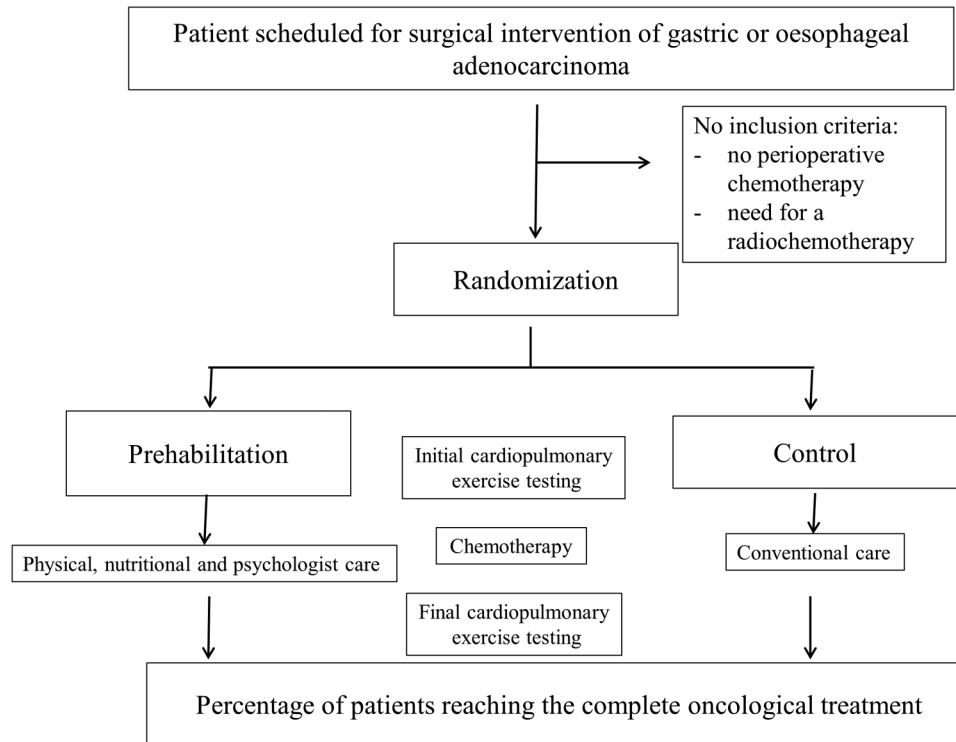 Patient scheduled for surgical intervention of gastric or oesophageal
adenocarcinoma
No inclusion criteria:
- no perioperative
chemotherapy
- need for a
radiochemotherapy
Randomization
Prehabilitation
Initial cardiopulmonary
exercise testing
Control
Chemotherapy
Physical, nutritional and psychologist care
Conventional care
Final cardiopulmonary
exercise testing
Percentage of patients reaching the complete oncological treatment